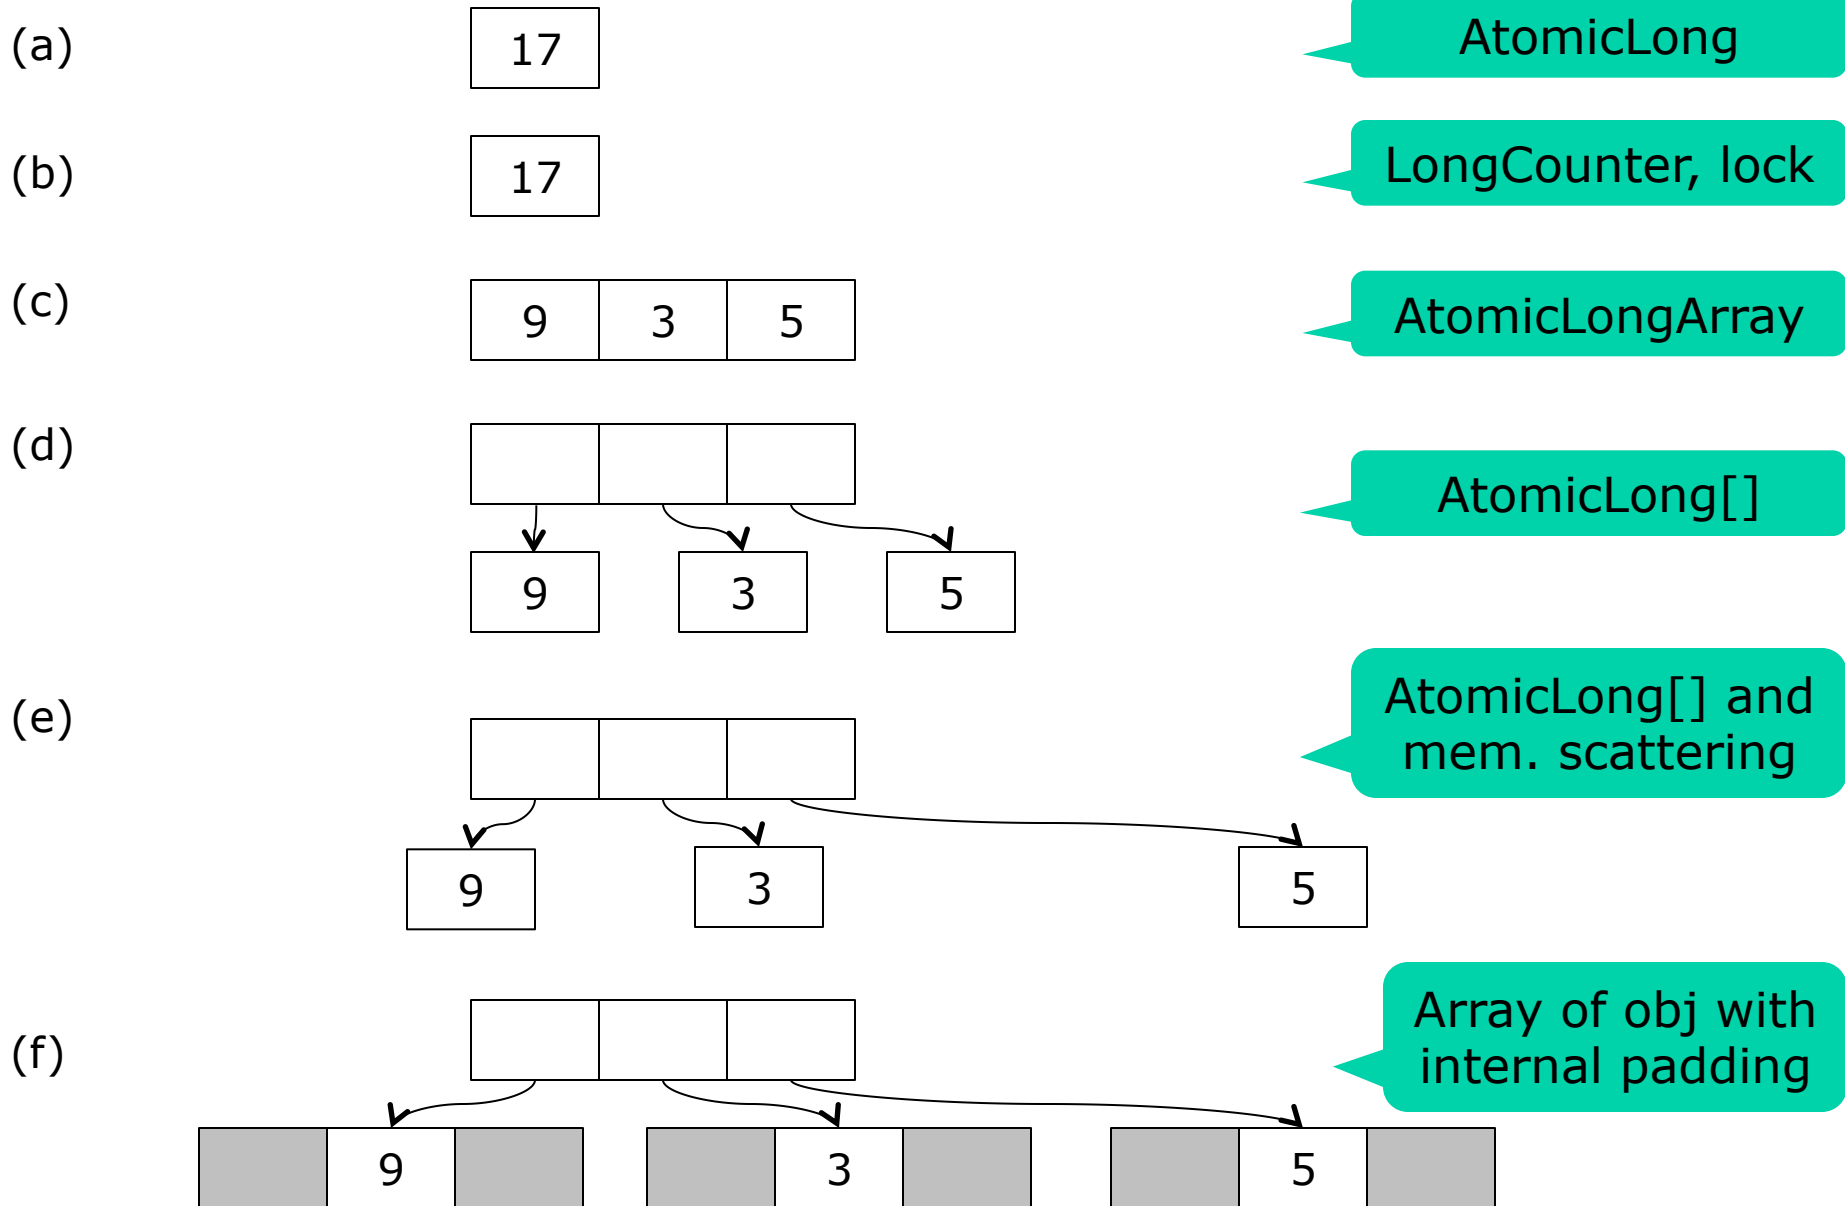 (a)
17
AtomicLong
(b)
17
LongCounter, lock
(c)
9 3 5
AtomicLongArray
(d)
AtomicLong[]
9 3 5
(e)
AtomicLong[] and
mem. scattering
9 3 5
(f)
Array of obj with
internal padding
9 3 5